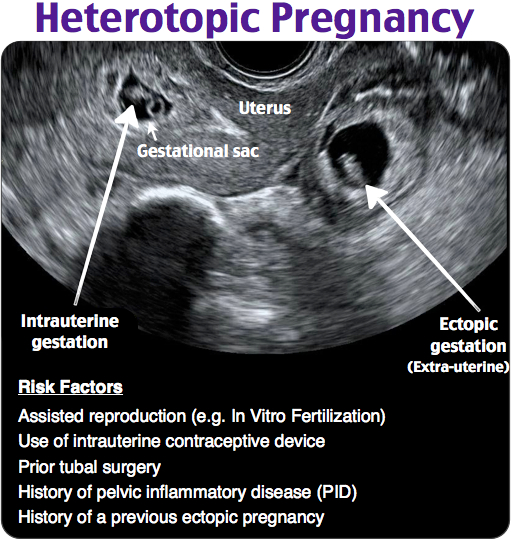 Heterotopic Pregnancy
Uterus
Gestational sac
Intrauterine
gestation
Ectopic
gestation
(Extra-uterine)
Risk Factors
Assisted reproduction (e.g. In Vitro Fertilization)
Use of intrauterine contraceptive device
Prior tubal surgery
History of pelvic inflammatory disease (PID)
History of a previous ectopic pregnancy